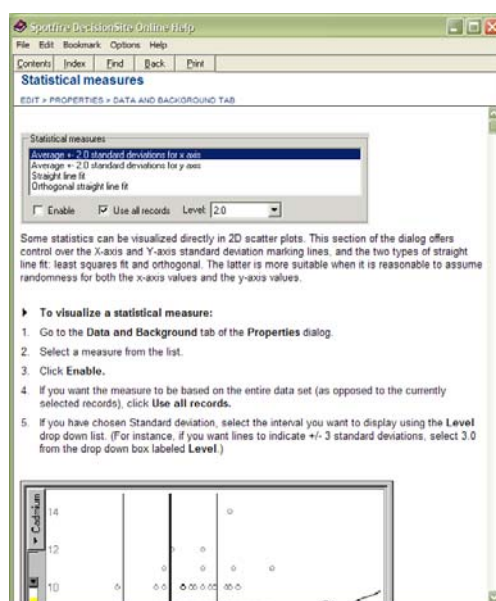 Spotfire DecisionSite Online Help
File Edit Bookmark Options Help
Contents Index Find Back Print
Statistical measures
EDIT > PROPERTIES > DATA AND BACKGROUND TAB
Statistical measures
Average +- 2.0 standard deviations for x axis
Average +- 2.0 standard deviations for y axis
Straight line fit
Orthogonal straight line fit
Enable Use all records Level: 2.0
Some statistics can be visualized directly in 2D scatter plots. This section of the dialog offers
control over the X-axis and Y-axis standard deviation marking lines, and the two types of straight
line fit: least squares fit and orthogonal. The latter is more suitable when it is reasonable to assume
randomness for both the x-axis values and the y-axis values.
To visualize a statistical measure:
1. Go to the Data and Background tab of the Properties dialog.
2. Select a measure from the list.
3. Click Enable.
4. If you want the measure to be based on the entire data set (as opposed to the currently
selected records), click Use all records.
5. If you have chosen Standard deviation, select the interval you want to display using the Level
drop down list. (For instance, if you want lines to indicate +/- 3 standard deviations, select 3.0
from the drop down box labeled Level.)
Cadmium
14
12
10